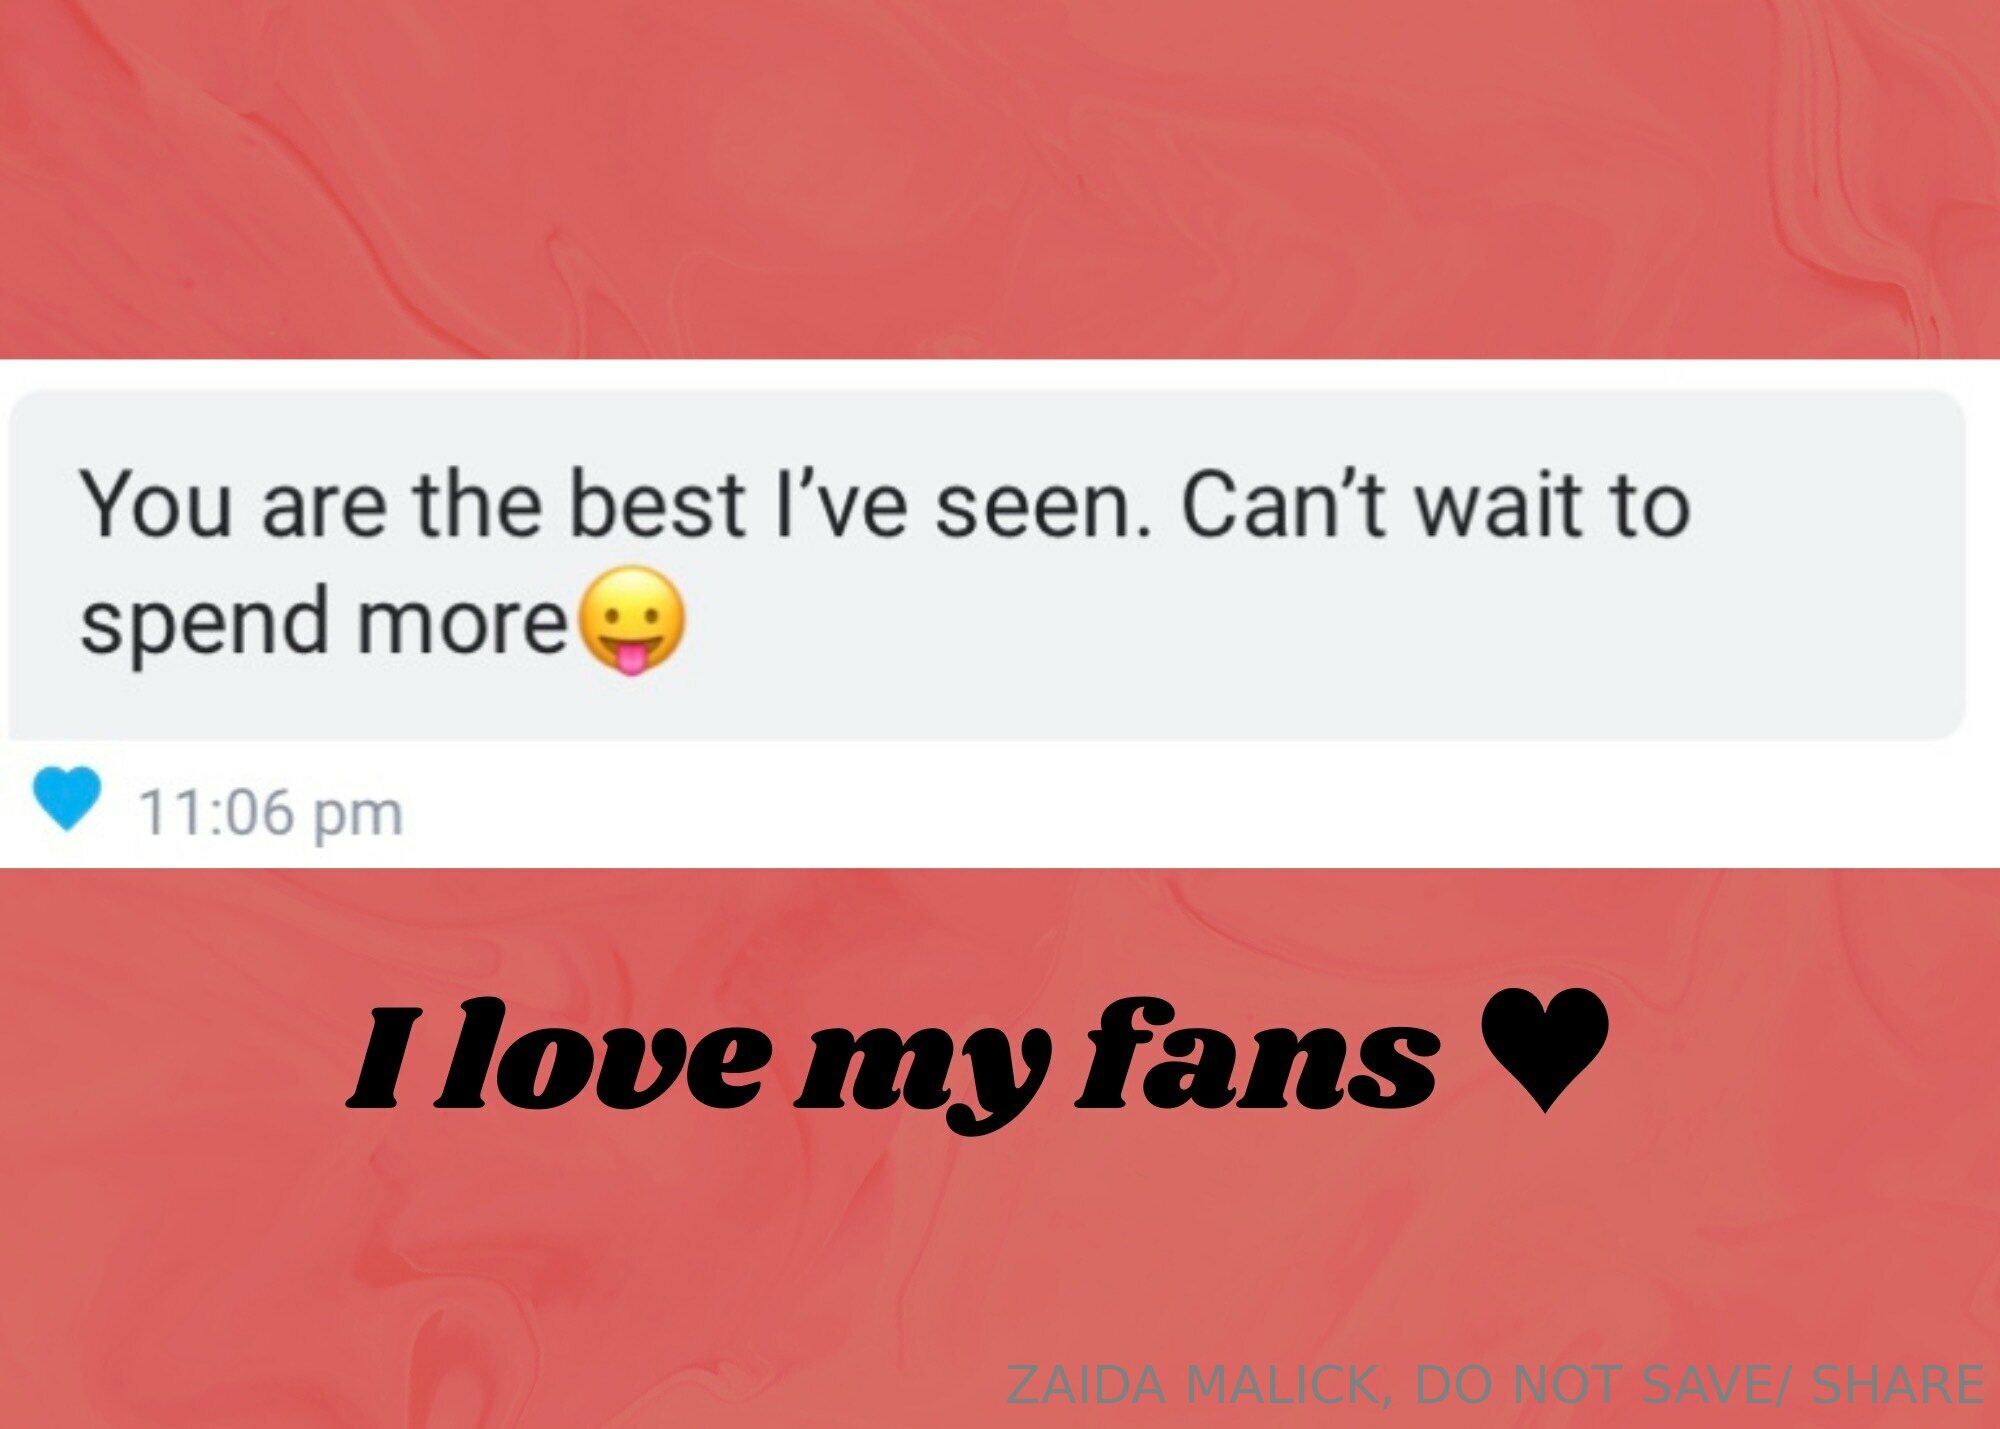 You are the best I’ve seen. Can’t wait to
spend more😛
11:06 pm
I love my fans ♥
ZAIDA MALICK, DO NOT SAVE/ SHARE